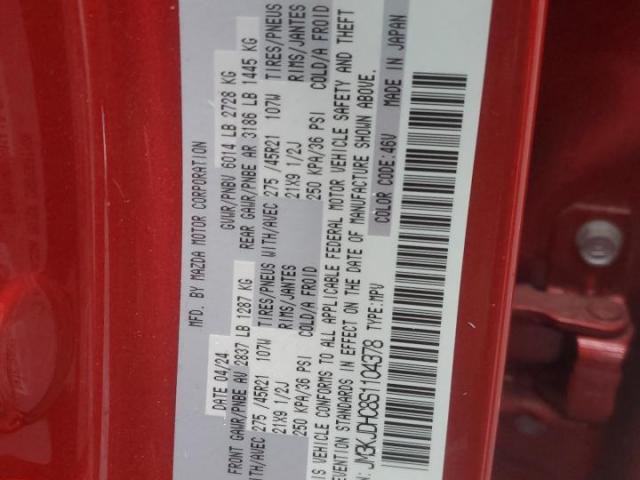 MFD. BY MAZDA MOTOR CORPORATION
DATE 04/24 GVWR/PNBV 6014 LB 2728 KG
FRONT GAWR/PNBE AV 2837 LB 1287 KG REAR GAWR/PNBE AR 3186 LB 1445 KG
WITH/AVEC 275 /45R21 107W TIRES/PNEUS WITH/AVEC 275 /45R21 107W TIRES/PNEUS
21X9 1/2J RIMS/JANTES 21X9 1/2J RIMS/JANTES
250 KPA/36 PSI COLD/A FROID 250 KPA/36 PSI COLD/A FROID
IS VEHICLE CONFORMS TO ALL APPLICABLE FEDERAL MOTOR VEHICLE SAFETY AND THEFT
EVENTION STANDARDS IN EFFECT ON THE DATE OF MANUFACTURE SHOWN ABOVE.
JM3KJDHC8S1104378 TYPE:MPV COLOR CODE:46V MADE IN JAPAN